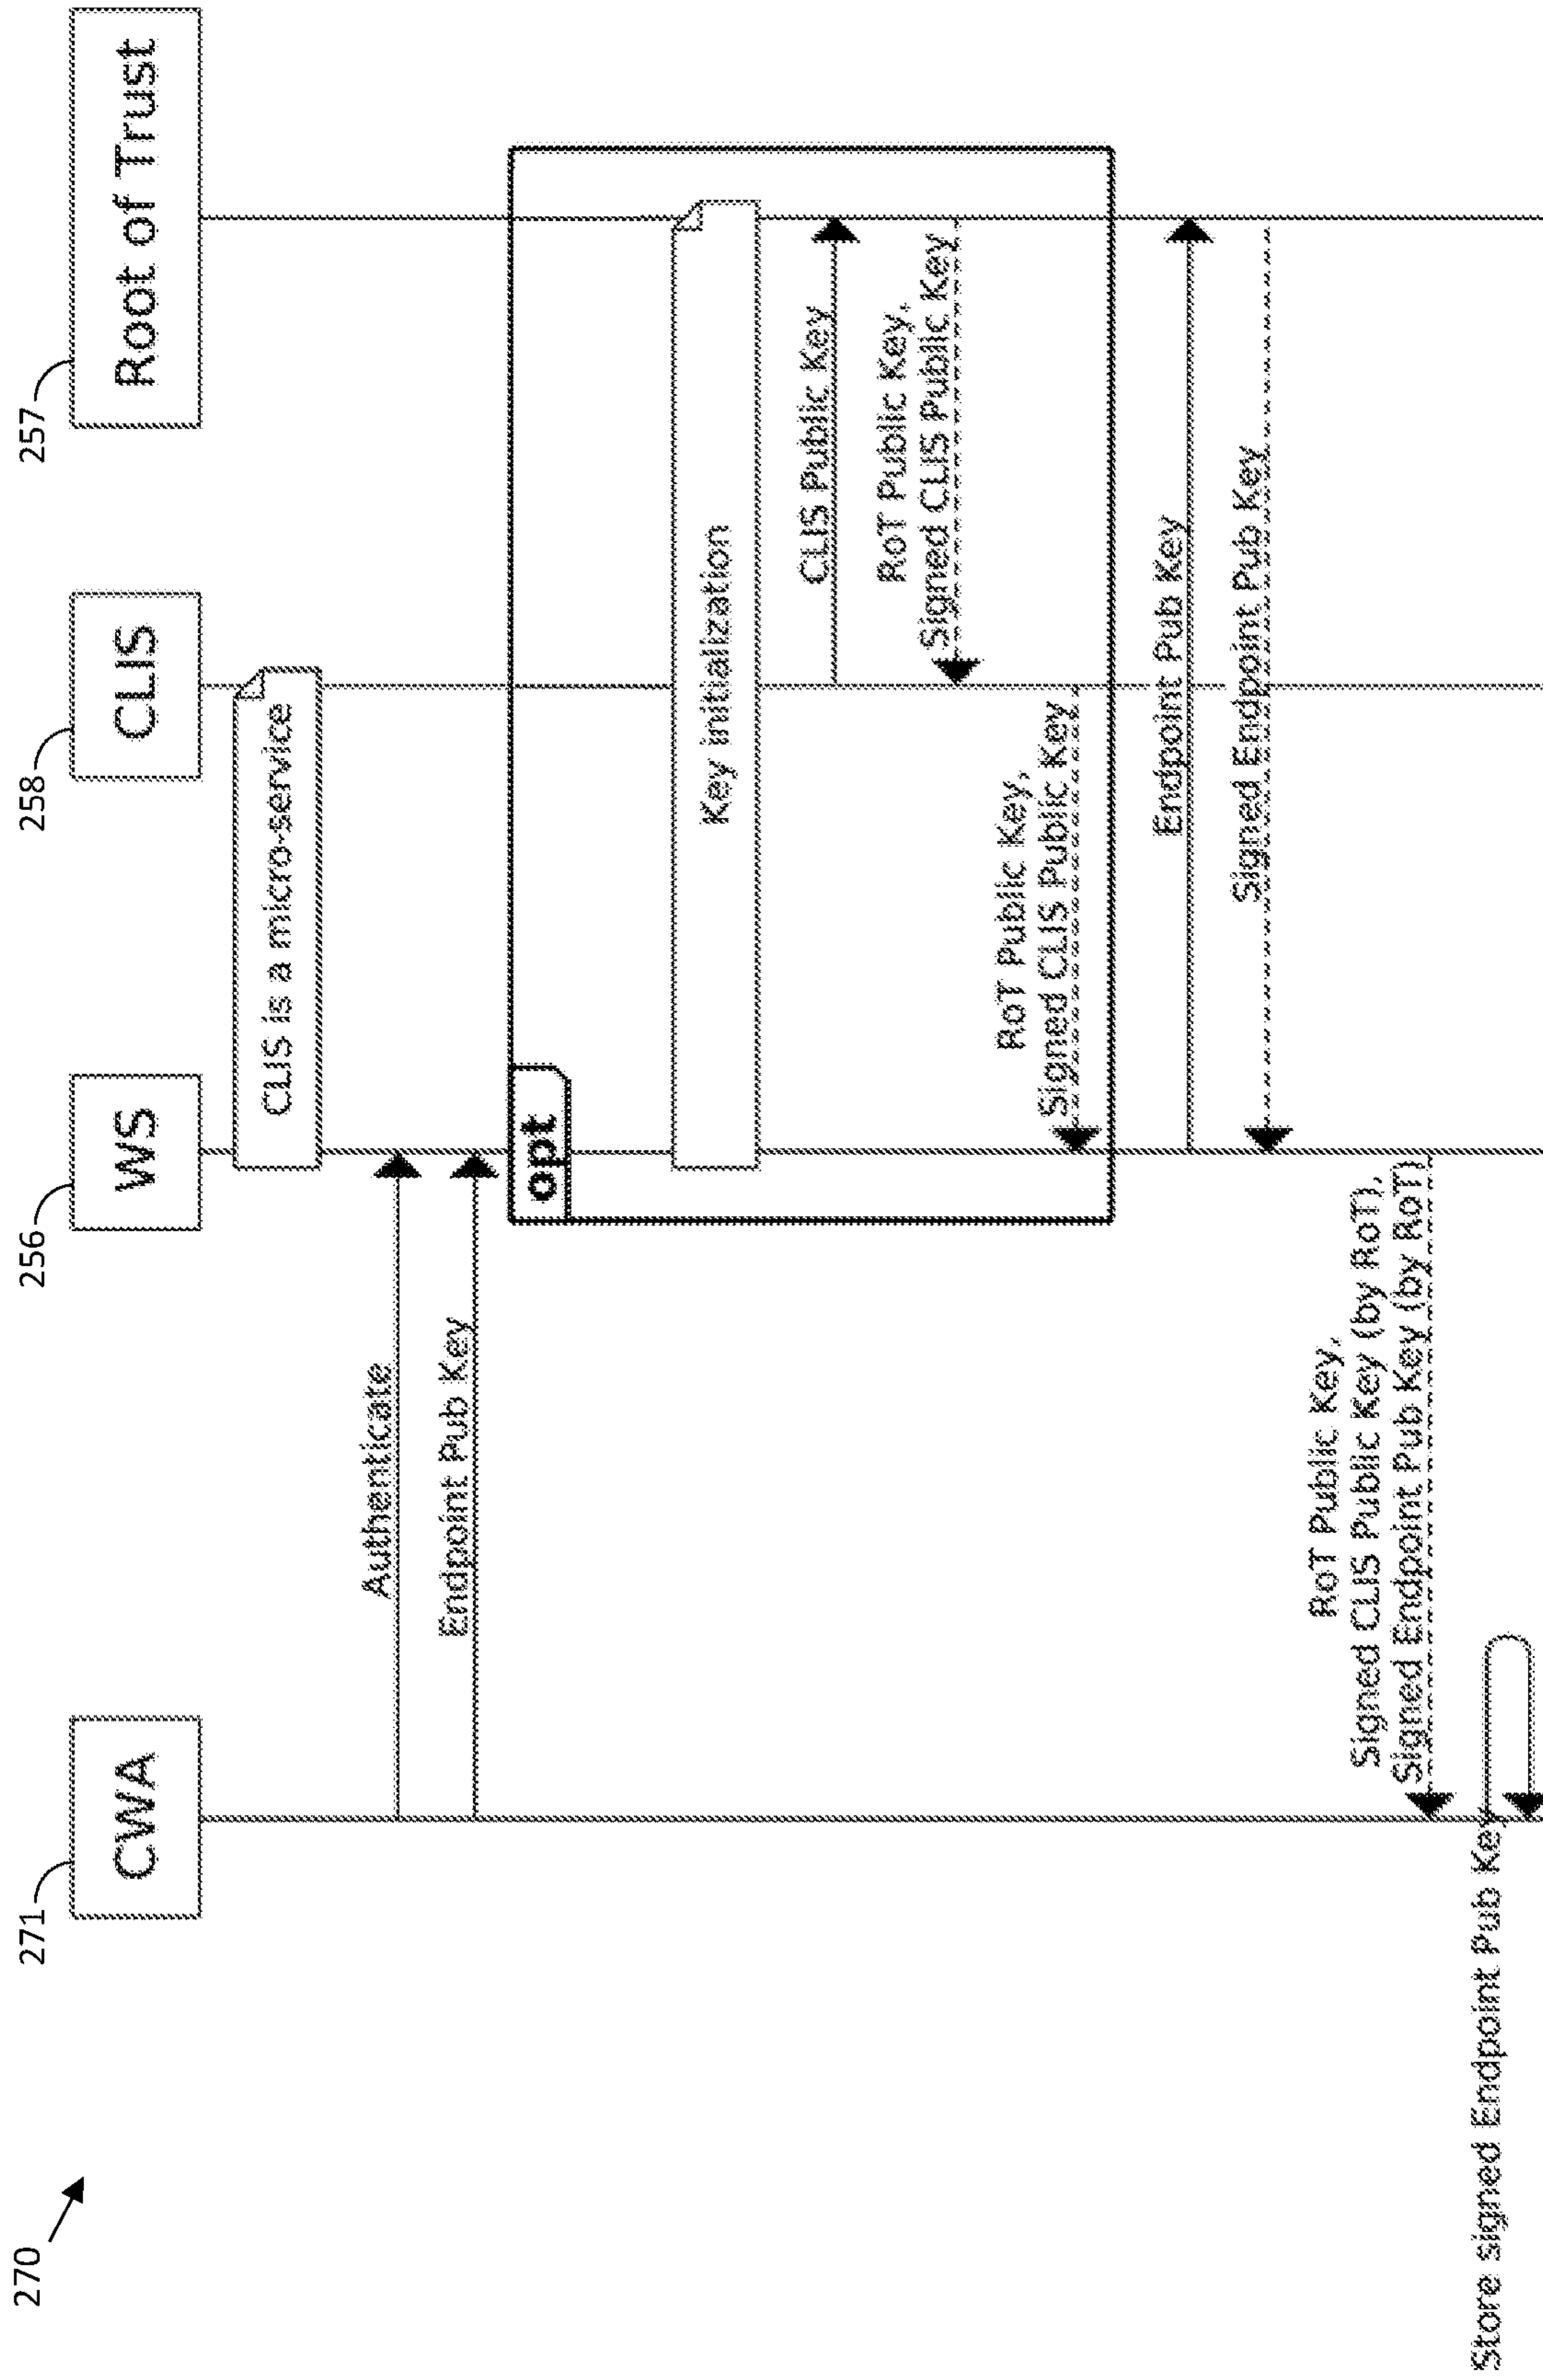 270
271
256
258
257
CWA
WS
CLIS
Root of Trust
CLIS is a micro-service
Authenticate
Endpoint Pub Key
opt
Key initialization
CLIS Public Key
RoT Public Key,
Signed CLIS Public Key
RoT Public Key,
Signed CLIS Public Key
Endpoint Pub Key
Signed Endpoint Pub Key
RoT Public Key,
Signed CLIS Public Key (by RoT),
Signed Endpoint Pub Key (by RoT)
Store signed Endpoint Pub Key